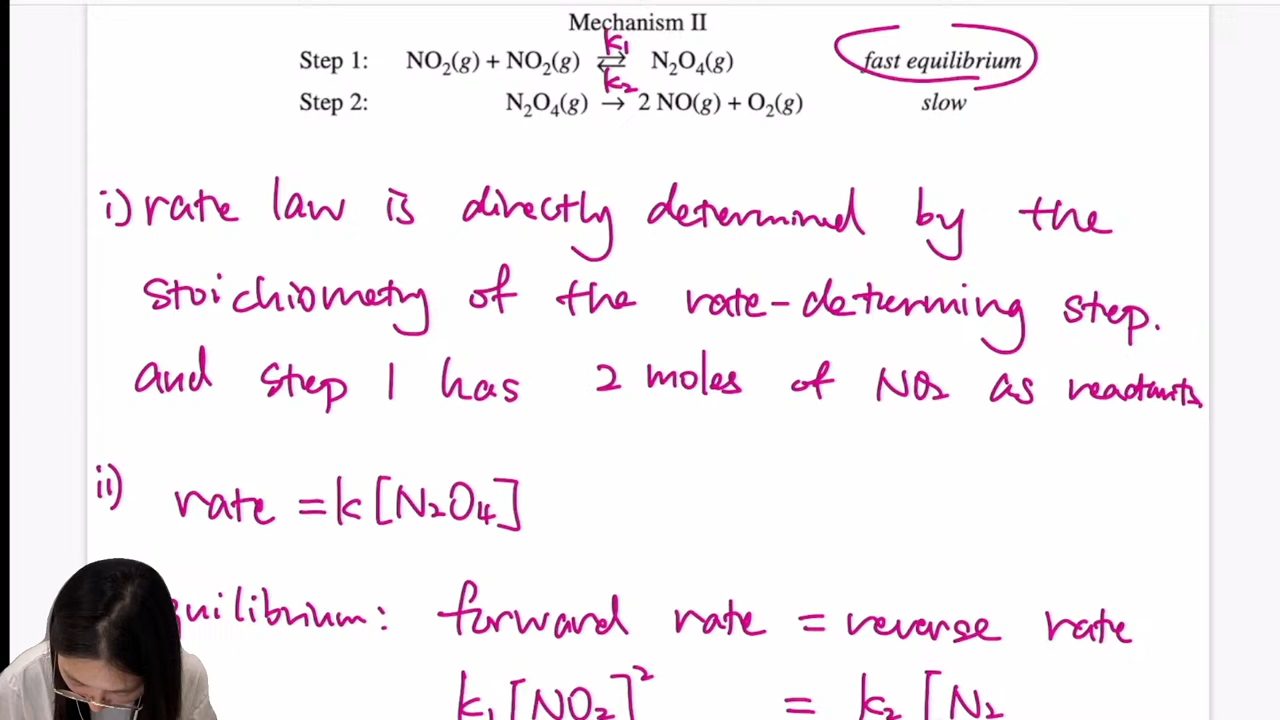 Mechanism II
k₁
Step 1: NO₂(g) + NO₂(g) ⇌ N₂O₄(g) fast equilibrium
k₂
Step 2: N₂O₄(g) → 2 NO(g) + O₂(g) slow
i) rate law is directly determined by the
stoichiometry of the rate-determing step.
and step 1 has 2 moles of NO₂ as reactants
ii) rate = k[N₂O₄]
quilibrium: forward rate = reverse rate
k₁[NO₂]² = k₂[N₂